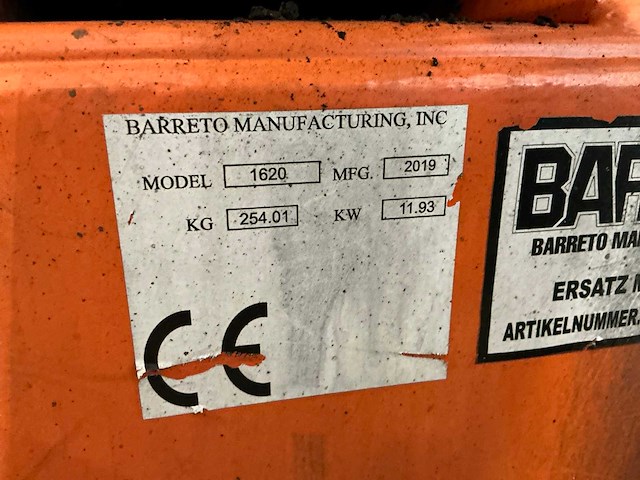 BARRETO MANUFACTURING, INC
MODEL 1620 MFG. 2019
KG 254.01 KW 11.93
CE
BAR
BARRETO MA
ERSATZ
ARTIKELNUMMER